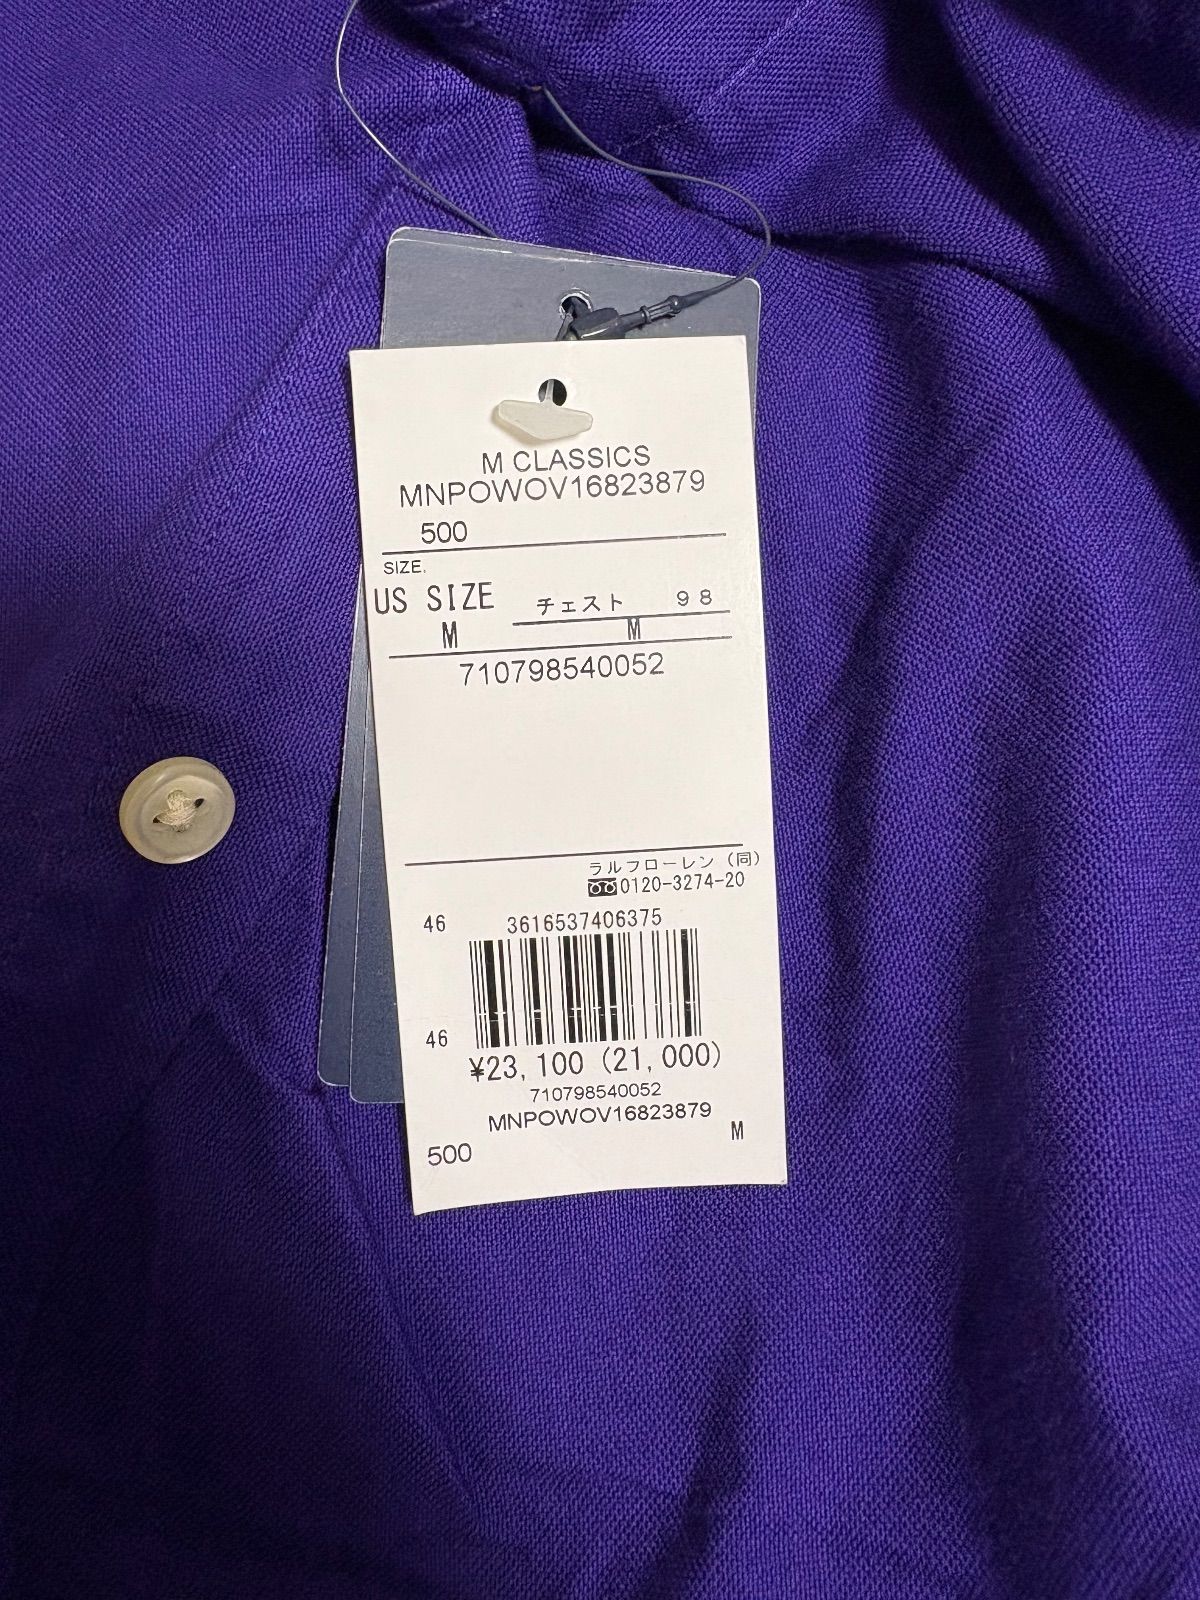 M CLASSICS
MNPOWOV16823879
500
SIZE.
US SIZE チェスト 98
M M
710798540052
ラルフローレン (同)
0120-3274-20
46 3616537406375
46
¥23,100 (21,000)
710798540052
MNPOWOV16823879
M
500